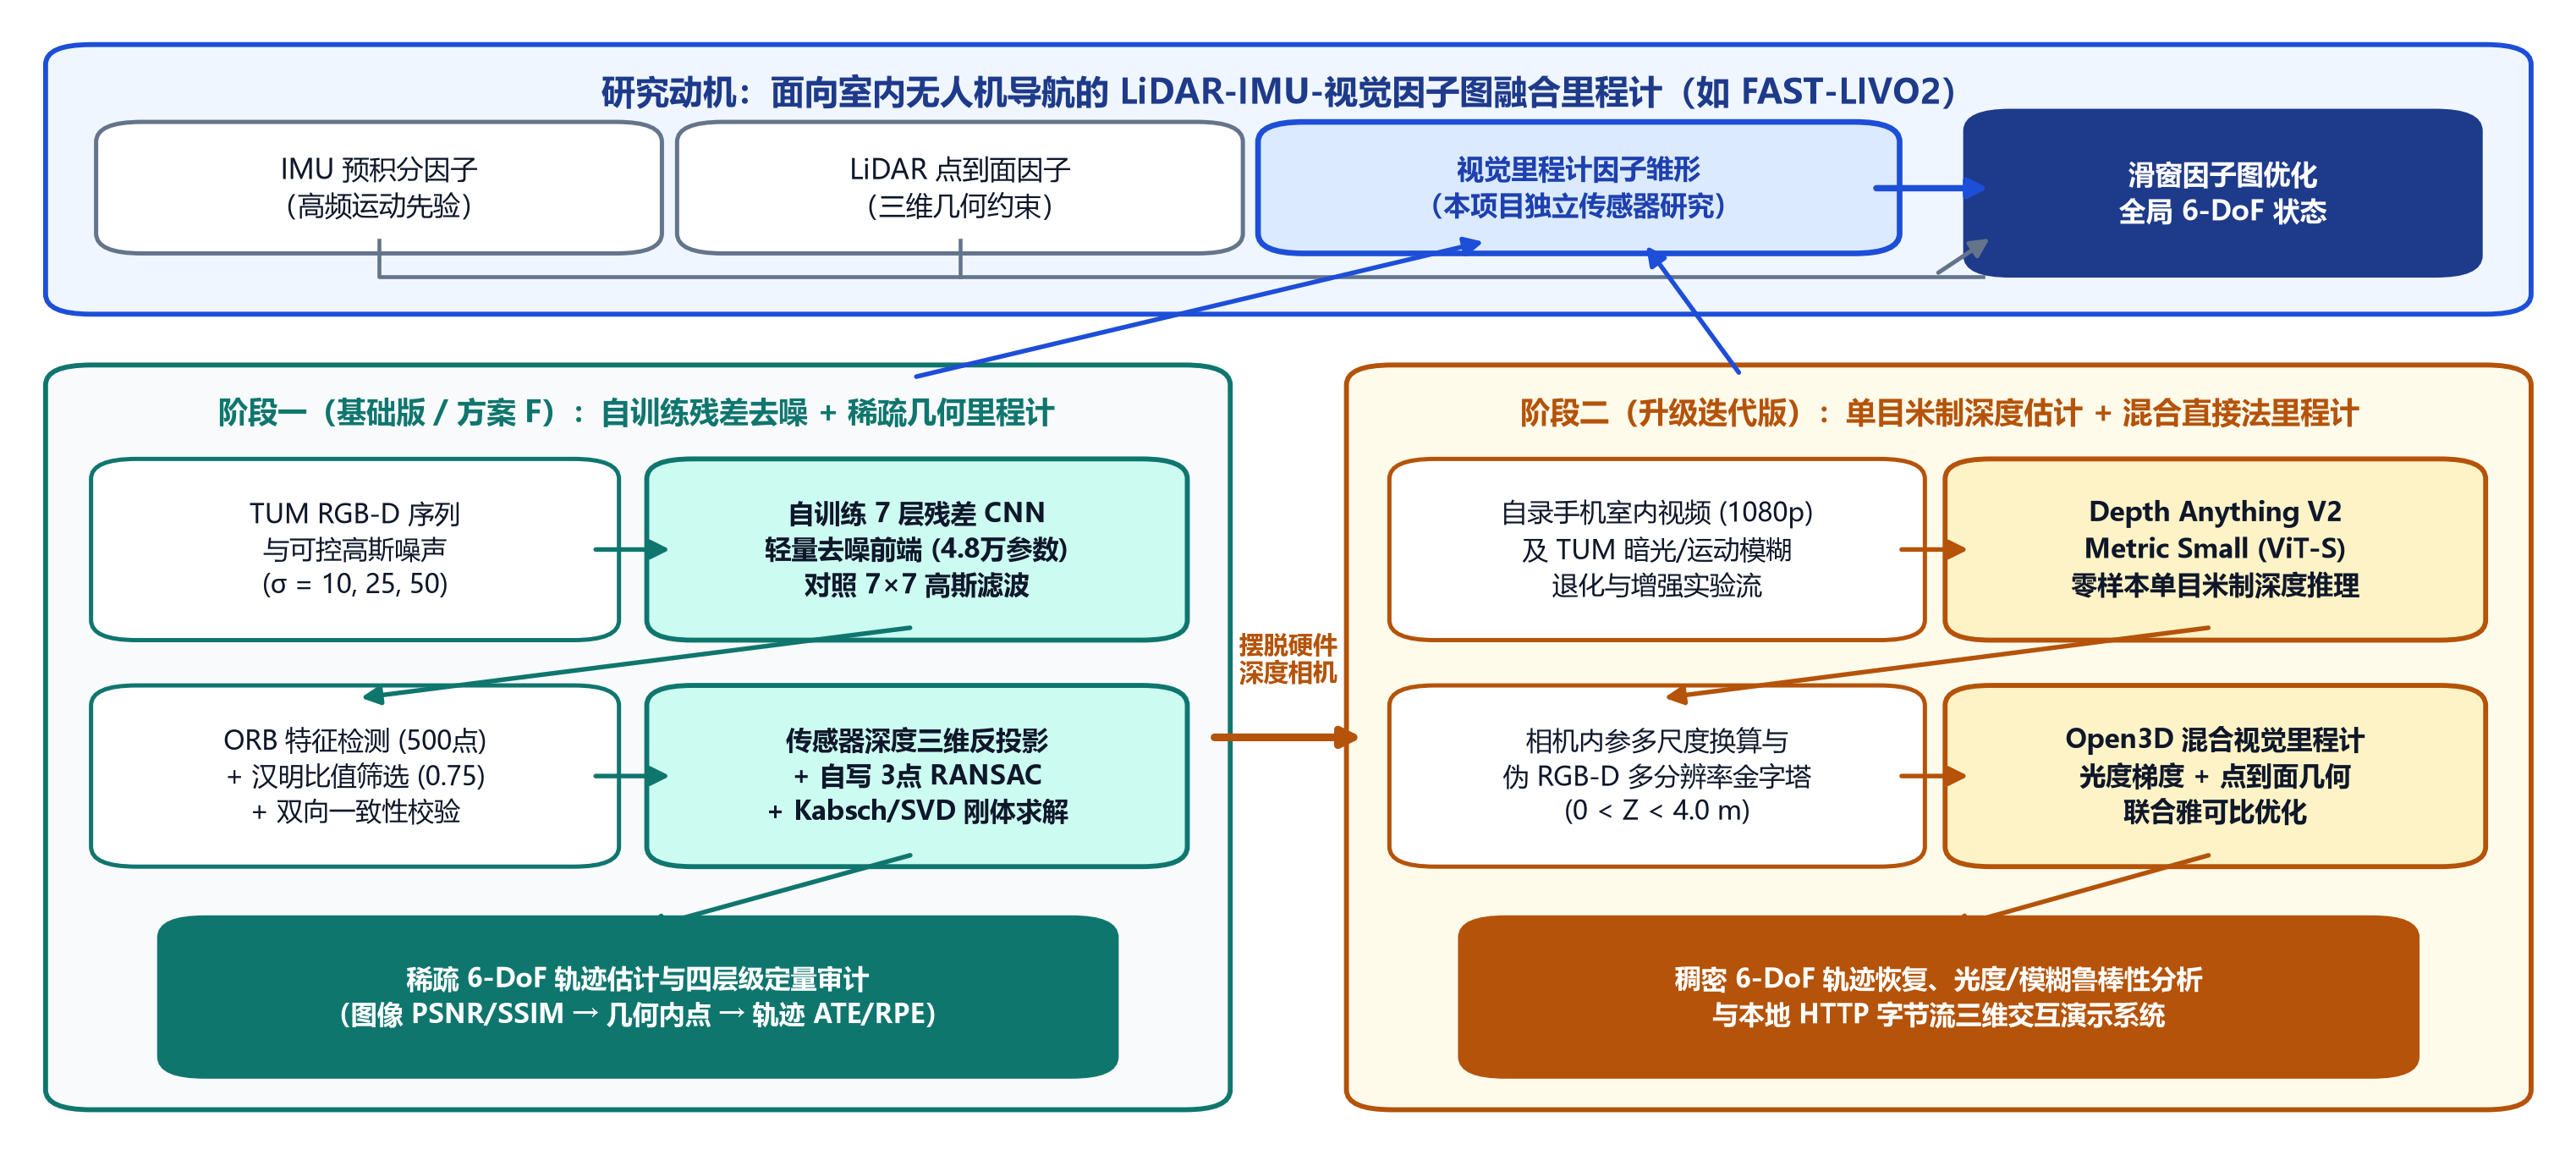 研究动机：面向室内无人机导航的 LiDAR-IMU-视觉因子图融合里程计（如 FAST-LIVO2）
IMU 预积分因子
（高频运动先验）
LiDAR 点到面因子
（三维几何约束）
视觉里程计因子雏形
（本项目独立传感器研究）
滑窗因子图优化
全局 6-DoF 状态
阶段一（基础版 / 方案 F）：自训练残差去噪 + 稀疏几何里程计
TUM RGB-D 序列
与可控高斯噪声
(σ = 10, 25, 50)
自训练 7 层残差 CNN
轻量去噪前端 (4.8万参数)
对照 7×7 高斯滤波
ORB 特征检测 (500点)
+ 汉明比值筛选 (0.75)
+ 双向一致性校验
传感器深度三维反投影
+ 自写 3点 RANSAC
+ Kabsch/SVD 刚体求解
稀疏 6-DoF 轨迹估计与四层级定量审计
（图像 PSNR/SSIM → 几何内点 → 轨迹 ATE/RPE）
摆脱硬件
深度相机
阶段二（升级迭代版）：单目米制深度估计 + 混合直接法里程计
自录手机室内视频 (1080p)
及 TUM 暗光/运动模糊
退化与增强实验流
Depth Anything V2
Metric Small (ViT-S)
零样本单目米制深度推理
相机内参多尺度换算与
伪 RGB-D 多分辨率金字塔
(0 < Z < 4.0 m)
Open3D 混合视觉里程计
光度梯度 + 点到面几何
联合雅可比优化
稠密 6-DoF 轨迹恢复、光度/模糊鲁棒性分析
与本地 HTTP 字节流三维交互演示系统